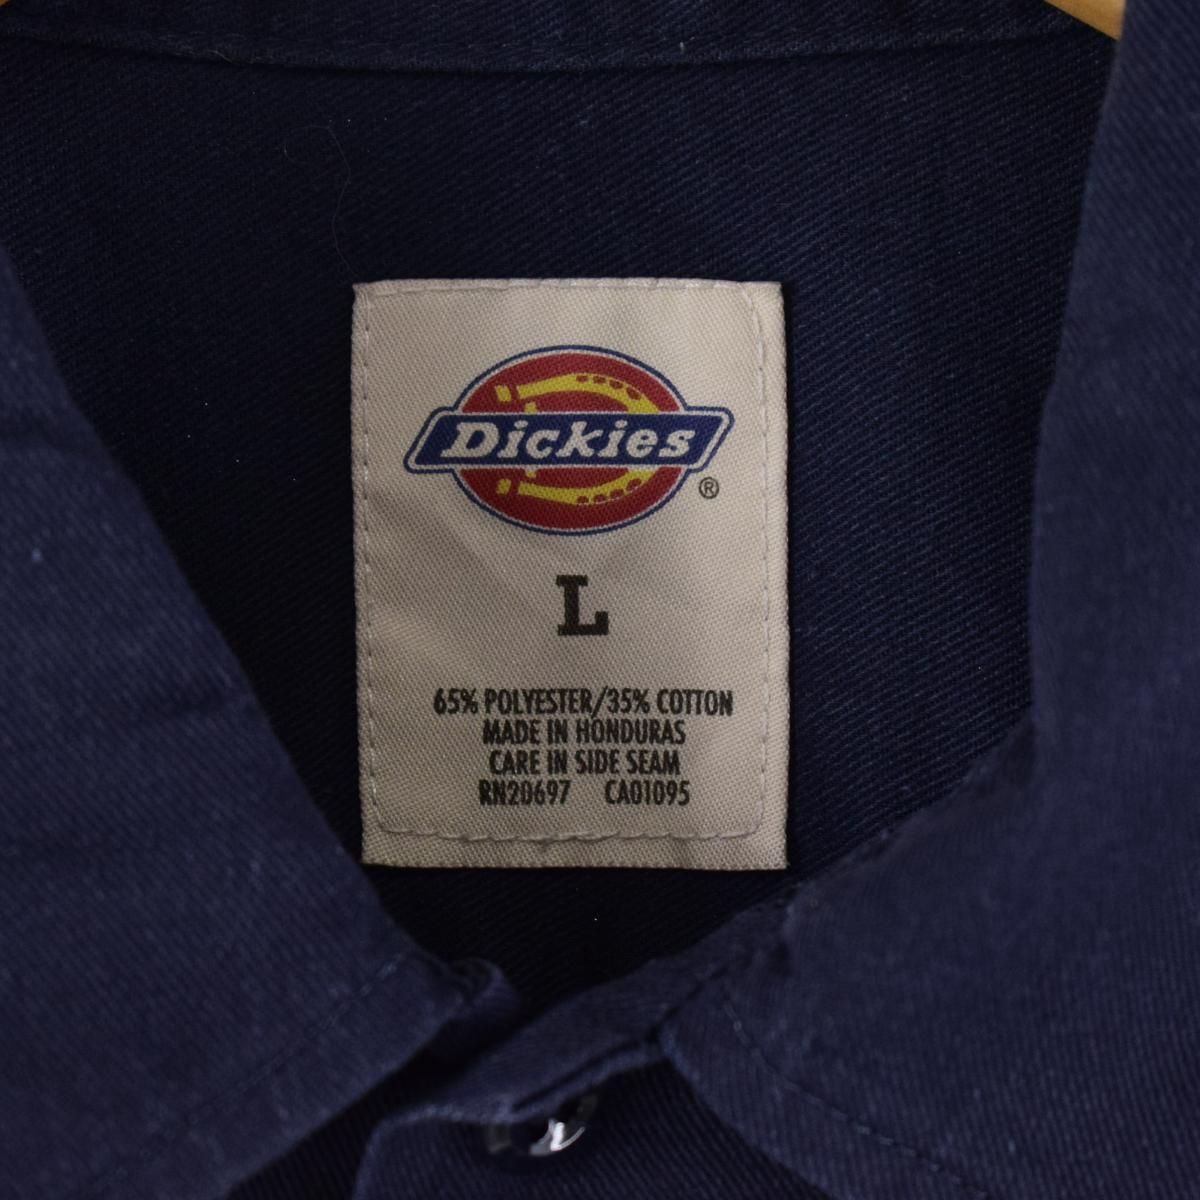 Dickies
®
L
65% POLYESTER/35% COTTON
MADE IN HONDURAS
CARE IN SIDE SEAM
RN20697 CA01095